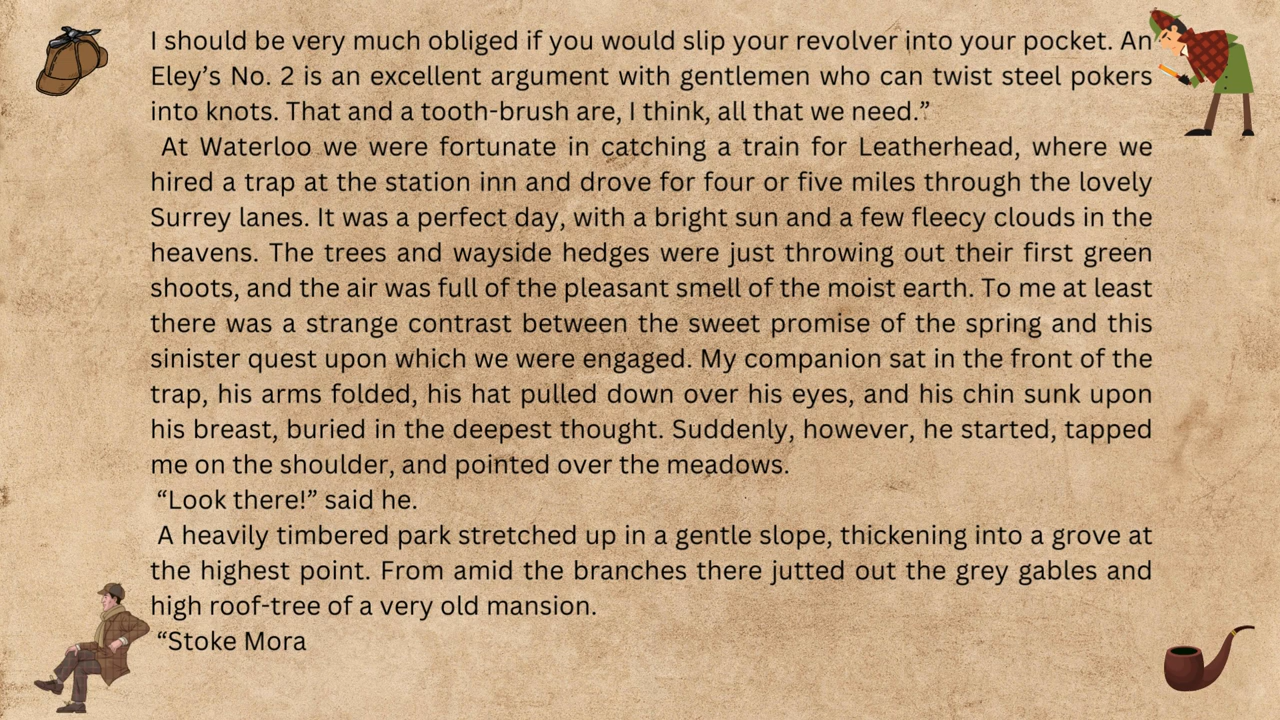 I should be very much obliged if you would slip your revolver into your pocket. An
Eley’s No. 2 is an excellent argument with gentlemen who can twist steel pokers
into knots. That and a tooth-brush are, I think, all that we need.”
At Waterloo we were fortunate in catching a train for Leatherhead, where we
hired a trap at the station inn and drove for four or five miles through the lovely
Surrey lanes. It was a perfect day, with a bright sun and a few fleecy clouds in the
heavens. The trees and wayside hedges were just throwing out their first green
shoots, and the air was full of the pleasant smell of the moist earth. To me at least
there was a strange contrast between the sweet promise of the spring and this
sinister quest upon which we were engaged. My companion sat in the front of the
trap, his arms folded, his hat pulled down over his eyes, and his chin sunk upon
his breast, buried in the deepest thought. Suddenly, however, he started, tapped
me on the shoulder, and pointed over the meadows.
“Look there!” said he.
A heavily timbered park stretched up in a gentle slope, thickening into a grove at
the highest point. From amid the branches there jutted out the grey gables and
high roof-tree of a very old mansion.
“Stoke Mora